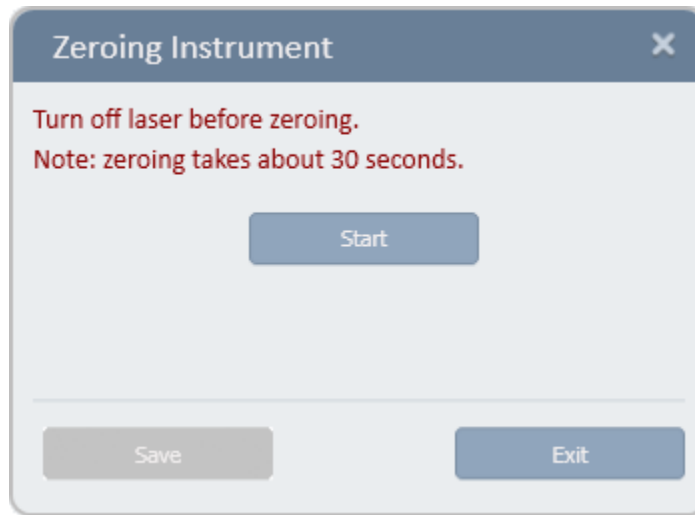 Zeroing Instrument
Turn off laser before zeroing.
Note: zeroing takes about 30 seconds.
Start
Save
Exit